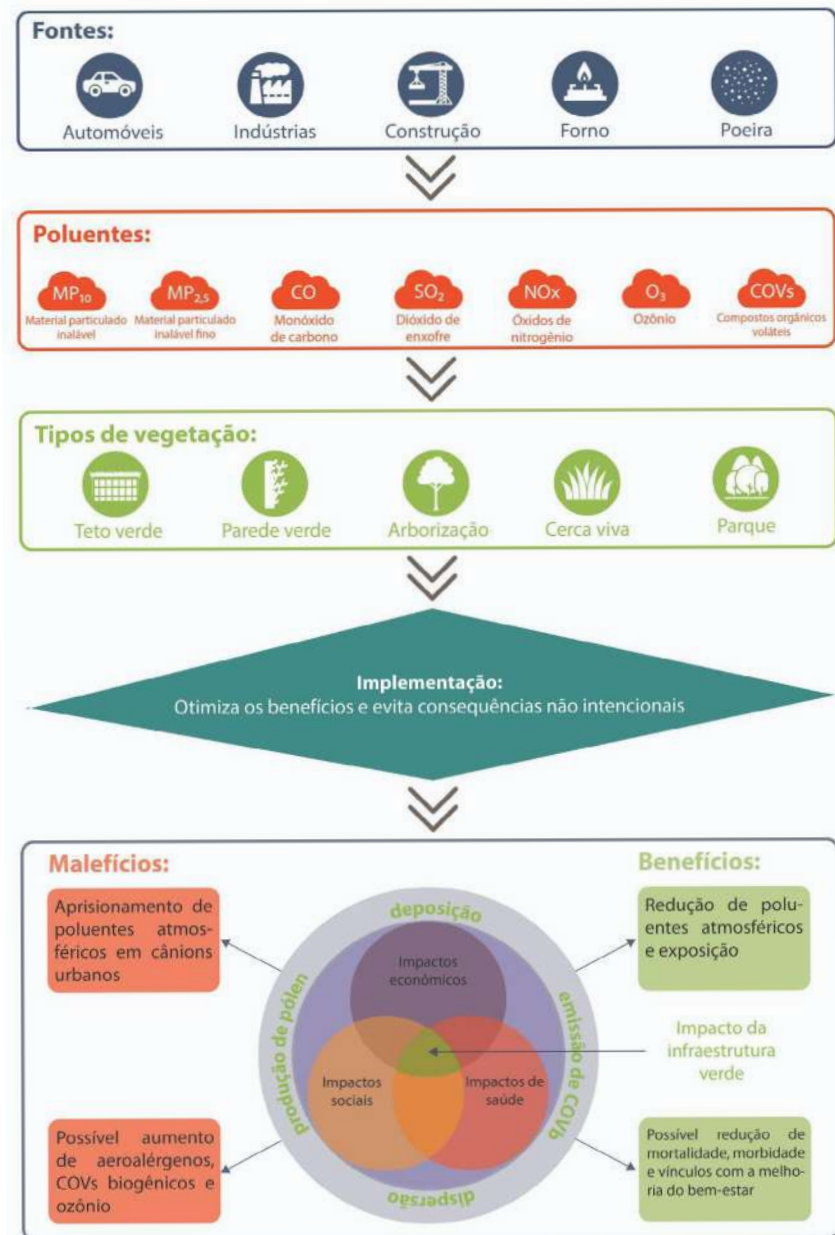 Fontes:
Automóveis
Indústrias
Construção
Forno
Poeira
Poluentes:
MP10
MP2,5
CO
SO2
NOx
O3
COVs
Material particulado
inalável
Material particulado
inalável fino
Monóxido
de carbono
Dióxido de
enxofre
Óxidos de
nitrogênio
Ozônio
Compostos orgânicos
voláteis
Tipos de vegetação:
Teto verde
Parede verde
Arborização
Cerca viva
Parque
Implementação:
Otimiza os benefícios e evita consequências não intencionais
Malefícios:
Benefícios:
Aprisionamento de
poluentes atmos-
féricos em cânions
urbanos
Redução de polu-
entes atmosféricos
e exposição
deposição
produção de pólen
emissão de COVb
dispersão
Impactos
econômicos
Impactos
sociais
Impactos de
saúde
Impacto da
infraestrutura
verde
Possível aumento
de aeroalérgenos,
COVs biogênicos e
ozônio
Possível redução de
mortalidade, morbidade
e vínculos com a melho-
ria do bem-estar